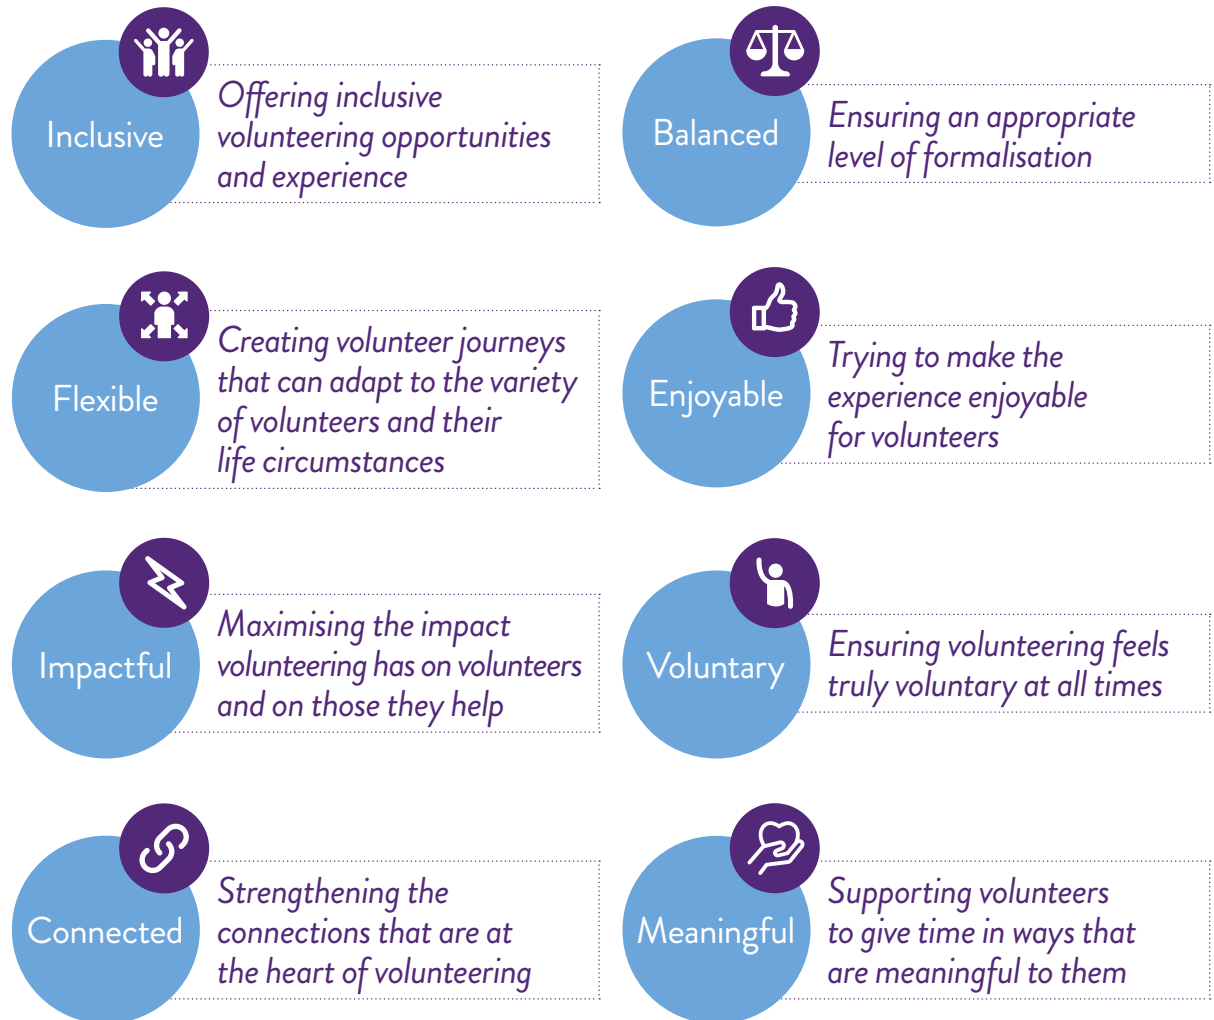 Inclusive
Offering inclusive
volunteering opportunities
and experience
Balanced
Ensuring an appropriate
level of formalisation
Flexible
Creating volunteer journeys
that can adapt to the variety
of volunteers and their
life circumstances
Enjoyable
Trying to make the
experience enjoyable
for volunteers
Impactful
Maximising the impact
volunteering has on volunteers
and on those they help
Voluntary
Ensuring volunteering feels
truly voluntary at all times
Connected
Strengthening the
connections that are at
the heart of volunteering
Meaningful
Supporting volunteers
to give time in ways that
are meaningful to them